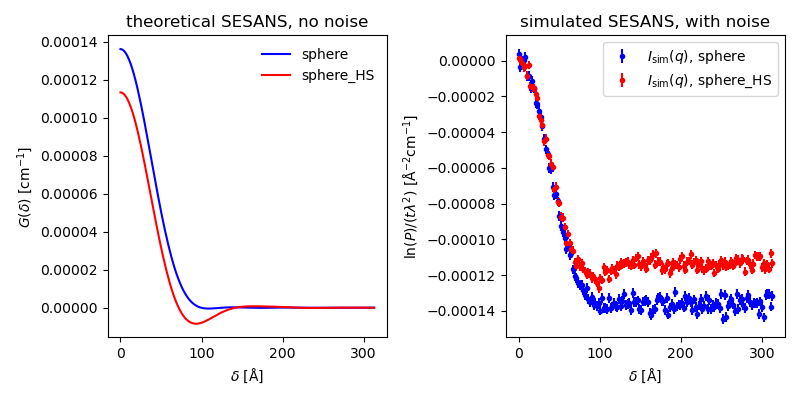 theoretical SESANS, no noise
0.00014
0.00012
0.00010
0.00008
0.00006
0.00004
0.00002
0.00000
G(δ) [cm⁻¹]
sphere
sphere_HS
0 100 200 300
δ [Å]
simulated SESANS, with noise
0.00000
−0.00002
−0.00004
−0.00006
−0.00008
−0.00010
−0.00012
−0.00014
ln(P)/(tλ²) [Å⁻²cm⁻¹]
I_sim(q), sphere
I_sim(q), sphere_HS
0 100 200 300
δ [Å]